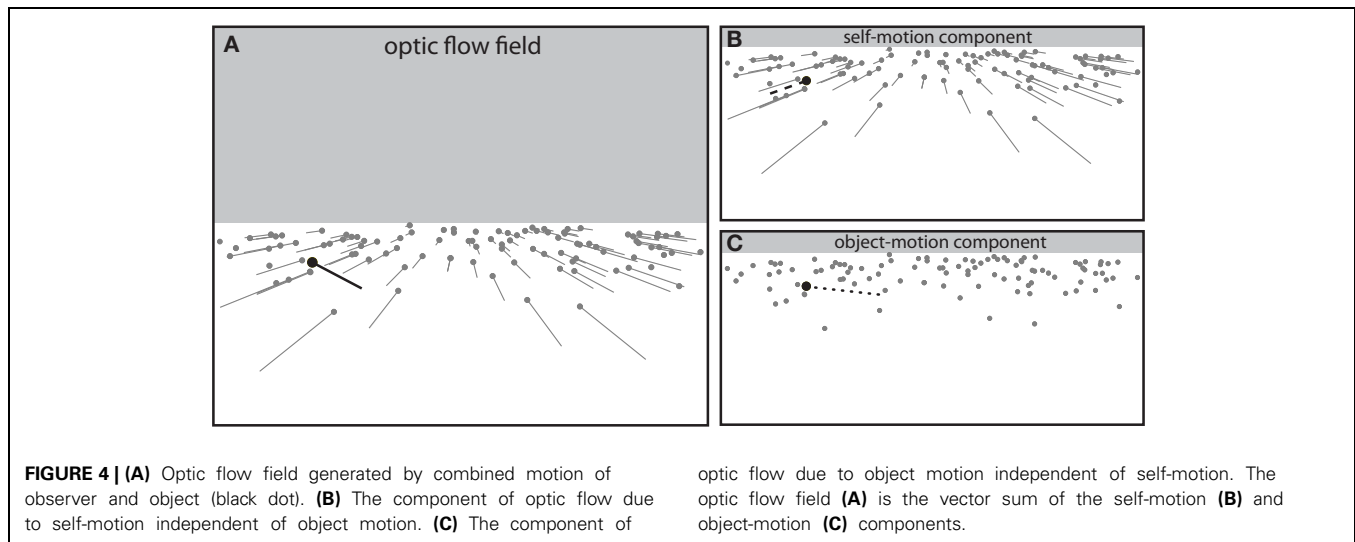 A
optic flow field
B
self-motion component
C
object-motion component
FIGURE 4 | (A) Optic flow field generated by combined motion of
observer and object (black dot). (B) The component of optic flow due
to self-motion independent of object motion. (C) The component of
optic flow due to object motion independent of self-motion. The
optic flow field (A) is the vector sum of the self-motion (B) and
object-motion (C) components.